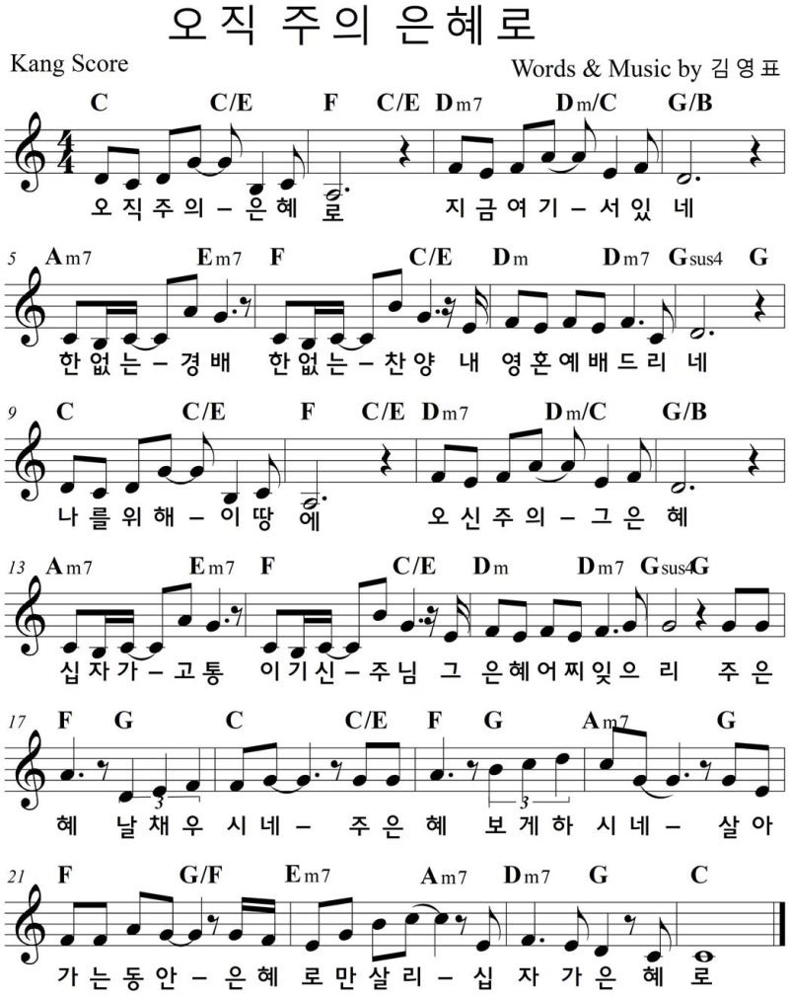 오직 주의 은혜로
Kang Score
Words & Music by 김영표
C C/E F C/E Dm7 Dm/C G/B
4/4
오직주의-은혜 로 지금여기-서있 네
5 Am7 Em7 F C/E Dm Dm7 Gsus4 G
한없는-경배 한없는-찬양 내 영혼예배드리 네
9 C C/E F C/E Dm7 Dm/C G/B
나를위해-이땅 에 오신주의-그은 혜
13 Am7 Em7 F C/E Dm Dm7 Gsus4 G
십자가-고통 이기신-주님 그 은혜어찌잊으 리 주은
17 F G C C/E F G Am7 G
3 3
혜 날채우 시네- 주은 혜 보게하 시네- 살아
21 F G/F Em7 Am7 Dm7 G C
가는동안-은혜 로만살리-십 자가은혜 로